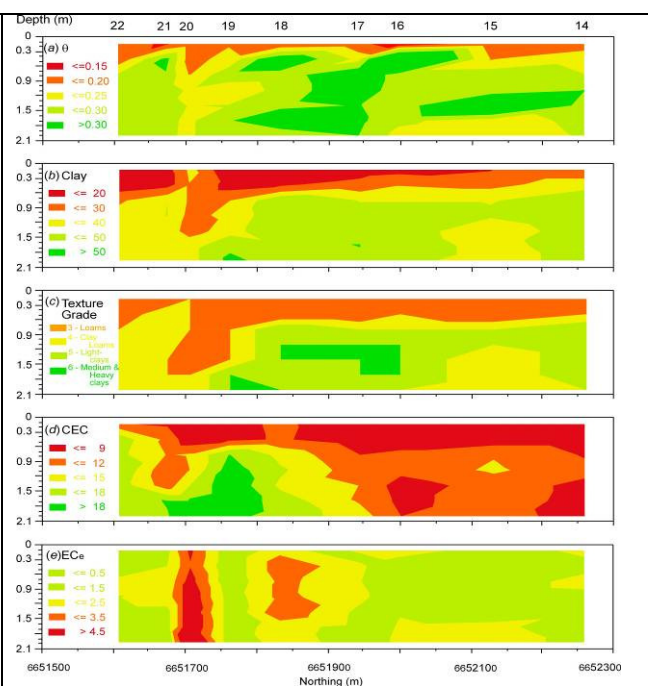 Depth (m)
22 21 20 19 18 17 16 15 14
0
0.3
0.9
1.5
2.1
(a) θ
<=0.15
<= 0.20
<=0.25
<=0.30
>0.30
0
0.3
0.9
1.5
2.1
(b) Clay
<= 20
<= 30
<= 40
<= 50
> 50
0
0.3
0.9
1.5
2.1
(c) Texture
Grade
3 - Loams
4 - Clay
Loams
5 - Light-
clays
6 - Medium &
Heavy
clays
0
0.3
0.9
1.5
2.1
(d) CEC
<= 9
<= 12
<= 15
<= 18
> 18
0
0.3
0.9
1.5
2.1
(e) ECe
<= 0.5
<= 1.5
<= 2.5
<= 3.5
> 4.5
6651500 6651700 6651900 6652100 6652300
Northing (m)